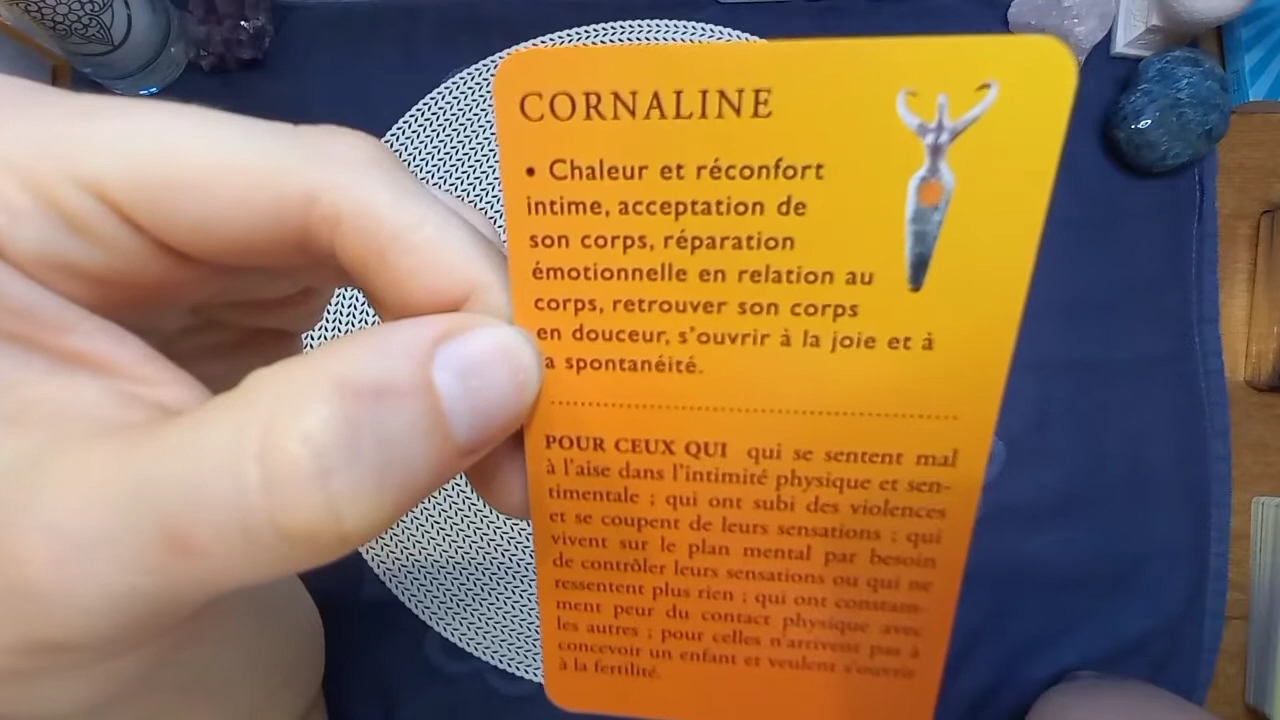 CORNALINE
• Chaleur et réconfort
intime, acceptation de
son corps, réparation
émotionnelle en relation au
corps, retrouver son corps
en douceur, s'ouvrir à la joie et à
a spontanéité.
POUR CEUX QUI qui se sentent mal
à l'aise dans l'intimité physique et sen-
timentale ; qui ont subi des violences
et se coupent de leurs sensations ; qui
vivent sur le plan mental par besoin
de contrôler leurs sensations ou qui ne
ressentent plus rien ; qui ont constam-
ment peur du contact physique avec
les autres ; pour celles n'arrivent pas à
concevoir un enfant et veulent s'ouvrir
à la fertilité.